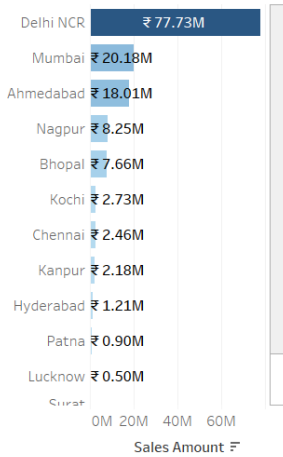 Delhi NCR ₹ 77.73M
Mumbai ₹ 20.18M
Ahmedabad ₹ 18.01M
Nagpur ₹ 8.25M
Bhopal ₹ 7.66M
Kochi ₹ 2.73M
Chennai ₹ 2.46M
Kanpur ₹ 2.18M
Hyderabad ₹ 1.21M
Patna ₹ 0.90M
Lucknow ₹ 0.50M
Surat
0M 20M 40M 60M
Sales Amount